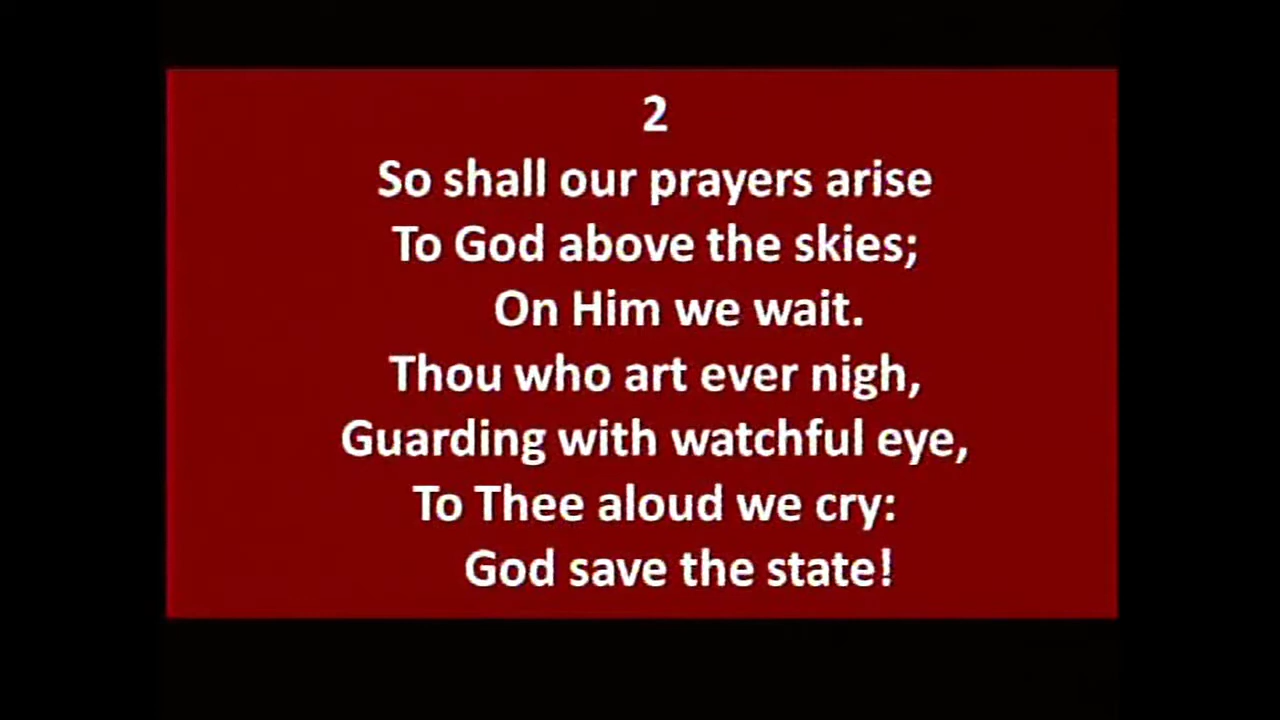 2
So shall our prayers arise
To God above the skies;
On Him we wait.
Thou who art ever nigh,
Guarding with watchful eye,
To Thee aloud we cry:
God save the state!